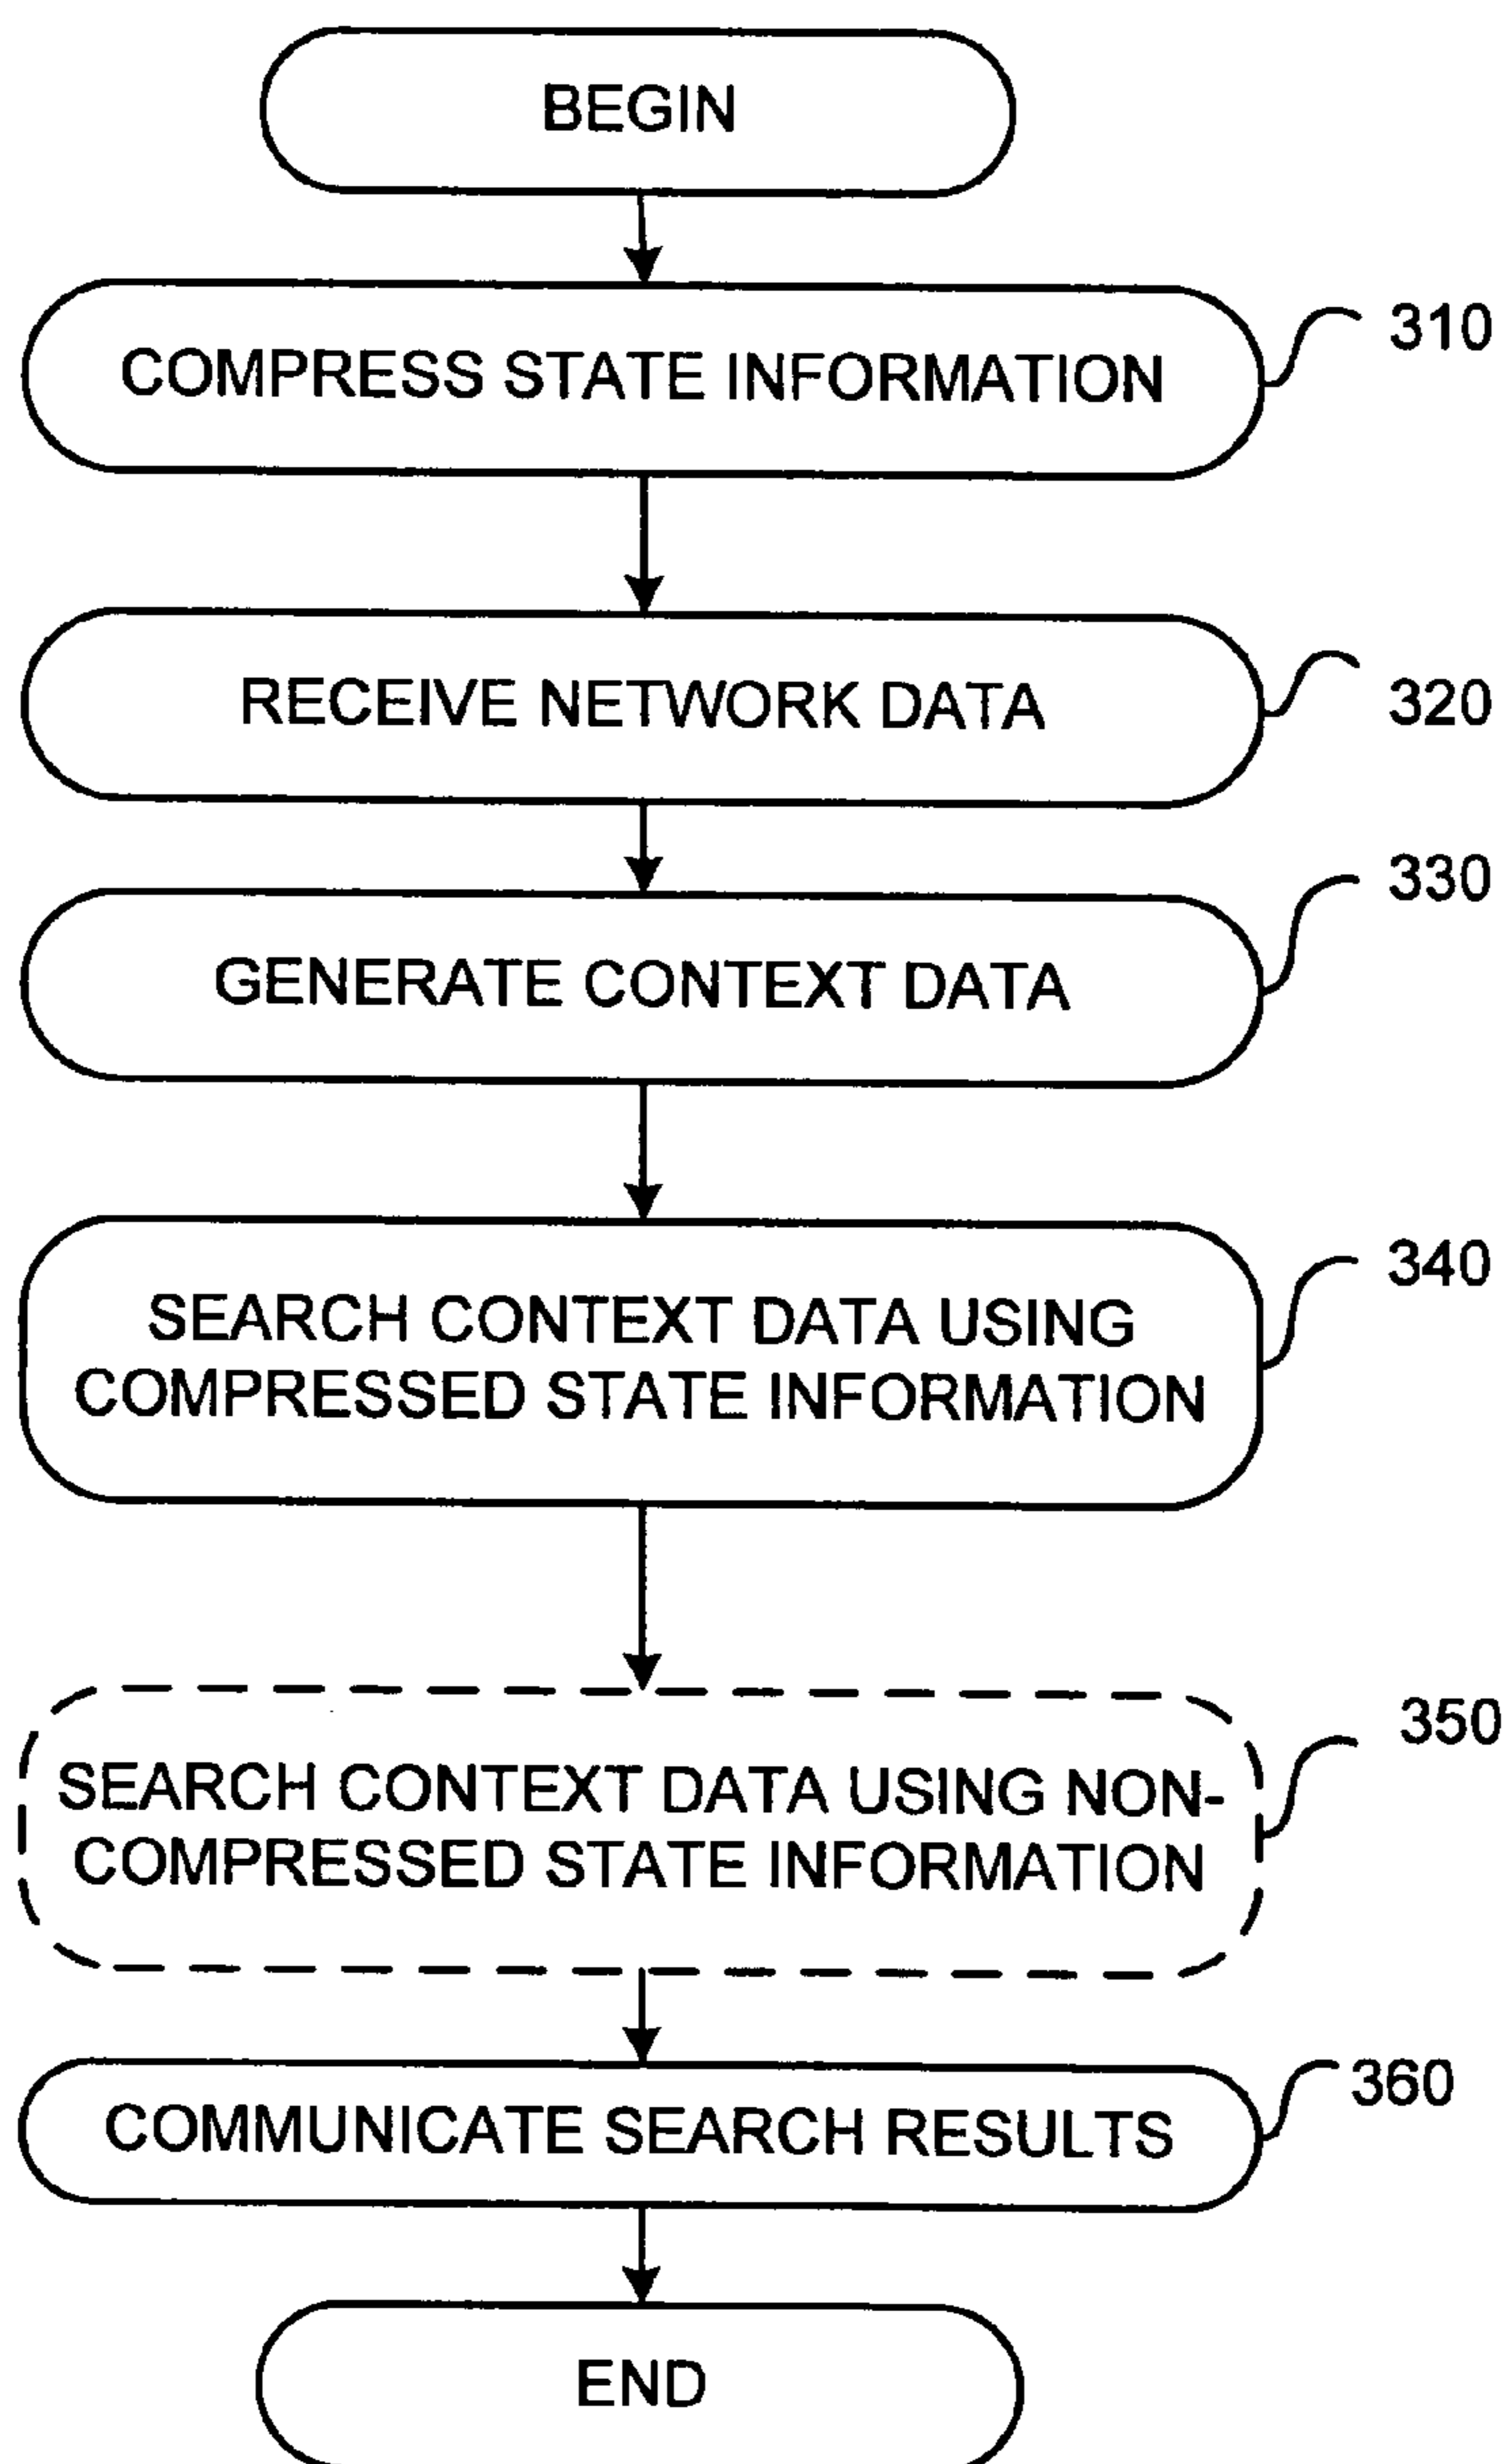 BEGIN
COMPRESS STATE INFORMATION
310
RECEIVE NETWORK DATA
320
330
GENERATE CONTEXT DATA
340
SEARCH CONTEXT DATA USING
COMPRESSED STATE INFORMATION
350
SEARCH CONTEXT DATA USING NON-
COMPRESSED STATE INFORMATION
360
COMMUNICATE SEARCH RESULTS
END